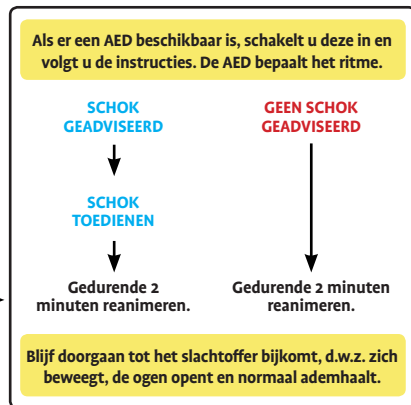 Als er een AED beschikbaar is, schakelt u deze in en
volgt u de instructies. De AED bepaalt het ritme.
SCHOK
GEADVISEERD
SCHOK
TOEDIENEN
Gedurende 2
minuten reanimeren.
GEEN SCHOK
GEADVISEERD
Gedurende 2 minuten
reanimeren.
Blijf doorgaan tot het slachtoffer bijkomt, d.w.z. zich
beweegt, de ogen opent en normaal ademhaalt.